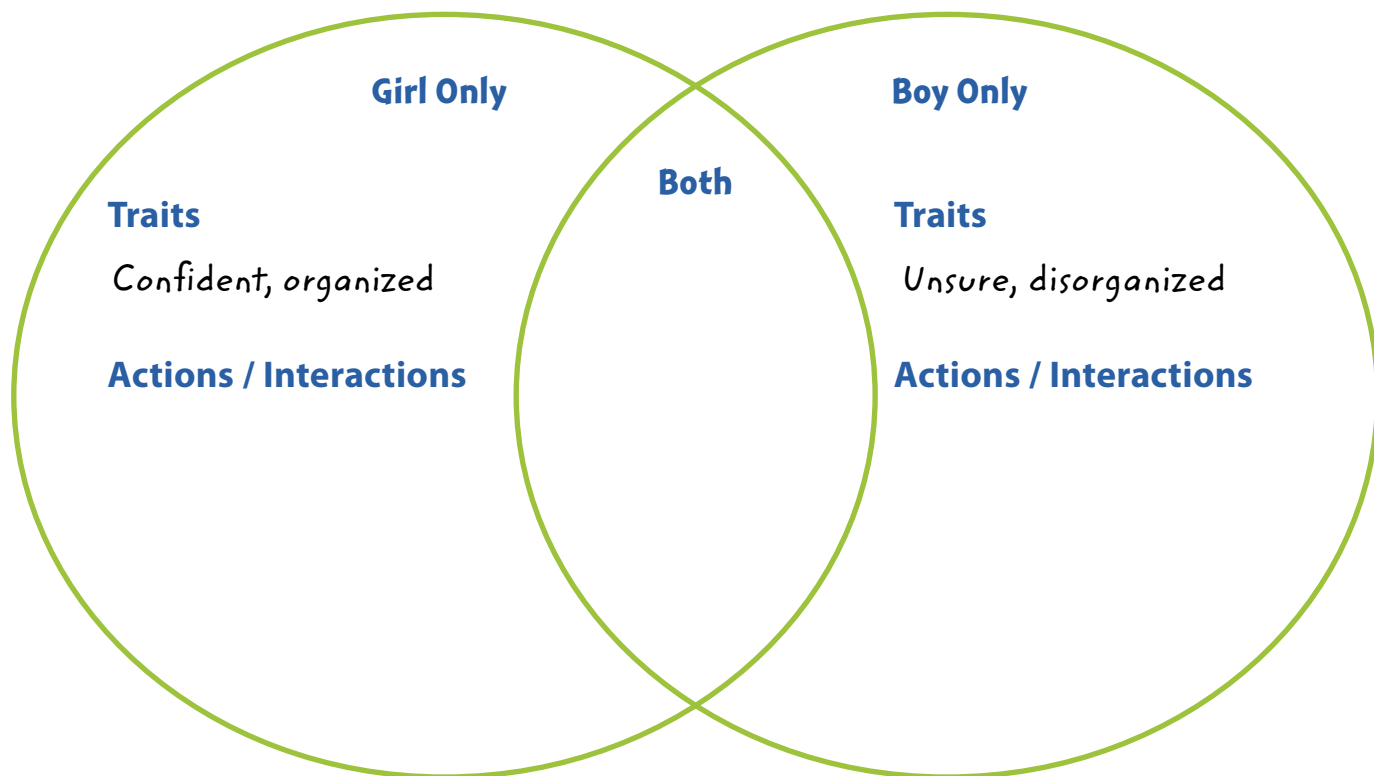 Girl Only
Traits
Confident, organized
Actions / Interactions
Both
Boy Only
Traits
Unsure, disorganized
Actions / Interactions